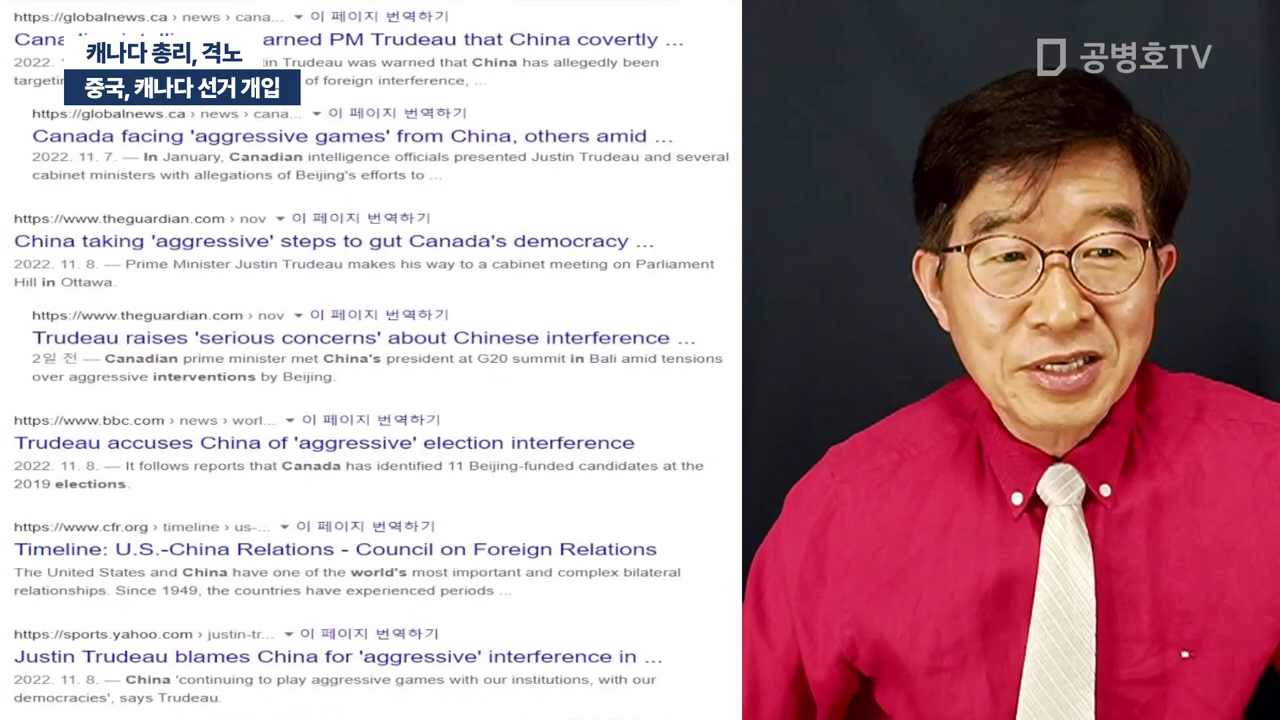 https://globalnews.ca › news › cana... ▼ 이 페이지 번역하기
arned PM Trudeau that China covertly ...
캐나다 총리, 격노
중국, 캐나다 선거 개입
공병호TV
2022. in Trudeau was warned that China has allegedly been
of foreign interference, ...
https://globalnews.ca › news › cana... ▼ 이 페이지 번역하기
Canada facing 'aggressive games' from China, others amid ...
2022. 11. 7. — In January, Canadian intelligence officials presented Justin Trudeau and several
cabinet ministers with allegations of Beijing's efforts to ...
https://www.theguardian.com › nov ▼ 이 페이지 번역하기
China taking 'aggressive' steps to gut Canada's democracy ...
2022. 11. 8. — Prime Minister Justin Trudeau makes his way to a cabinet meeting on Parliament
Hill in Ottawa.
https://www.theguardian.com › nov ▼ 이 페이지 번역하기
Trudeau raises 'serious concerns' about Chinese interference ...
2일 전 — Canadian prime minister met China's president at G20 summit in Bali amid tensions
over aggressive interventions by Beijing.
https://www.bbc.com › news › worl... ▼ 이 페이지 번역하기
Trudeau accuses China of 'aggressive' election interference
2022. 11. 8. — It follows reports that Canada has identified 11 Beijing-funded candidates at the
2019 elections.
https://www.cfr.org › timeline › us-... ▼ 이 페이지 번역하기
Timeline: U.S.-China Relations - Council on Foreign Relations
The United States and China have one of the world's most important and complex bilateral
relationships. Since 1949, the countries have experienced periods ...
https://sports.yahoo.com › justin-tr... ▼ 이 페이지 번역하기
Justin Trudeau blames China for 'aggressive' interference in ...
2022. 11. 8. — China 'continuing to play aggressive games with our institutions, with our
democracies', says Trudeau.